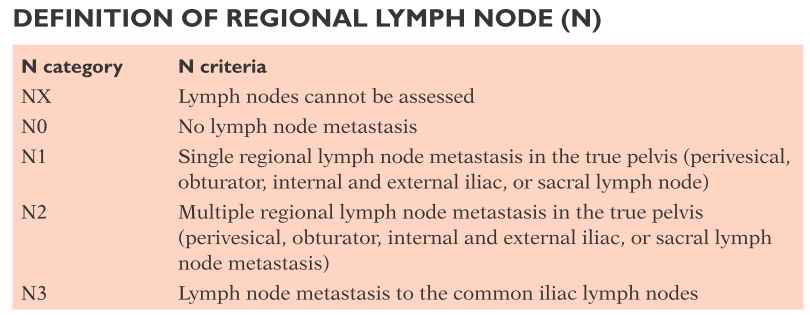 DEFINITION OF REGIONAL LYMPH NODE (N)
N category N criteria
NX Lymph nodes cannot be assessed
N0 No lymph node metastasis
N1 Single regional lymph node metastasis in the true pelvis (perivesical,
obturator, internal and external iliac, or sacral lymph node)
N2 Multiple regional lymph node metastasis in the true pelvis
(perivesical, obturator, internal and external iliac, or sacral lymph
node metastasis)
N3 Lymph node metastasis to the common iliac lymph nodes